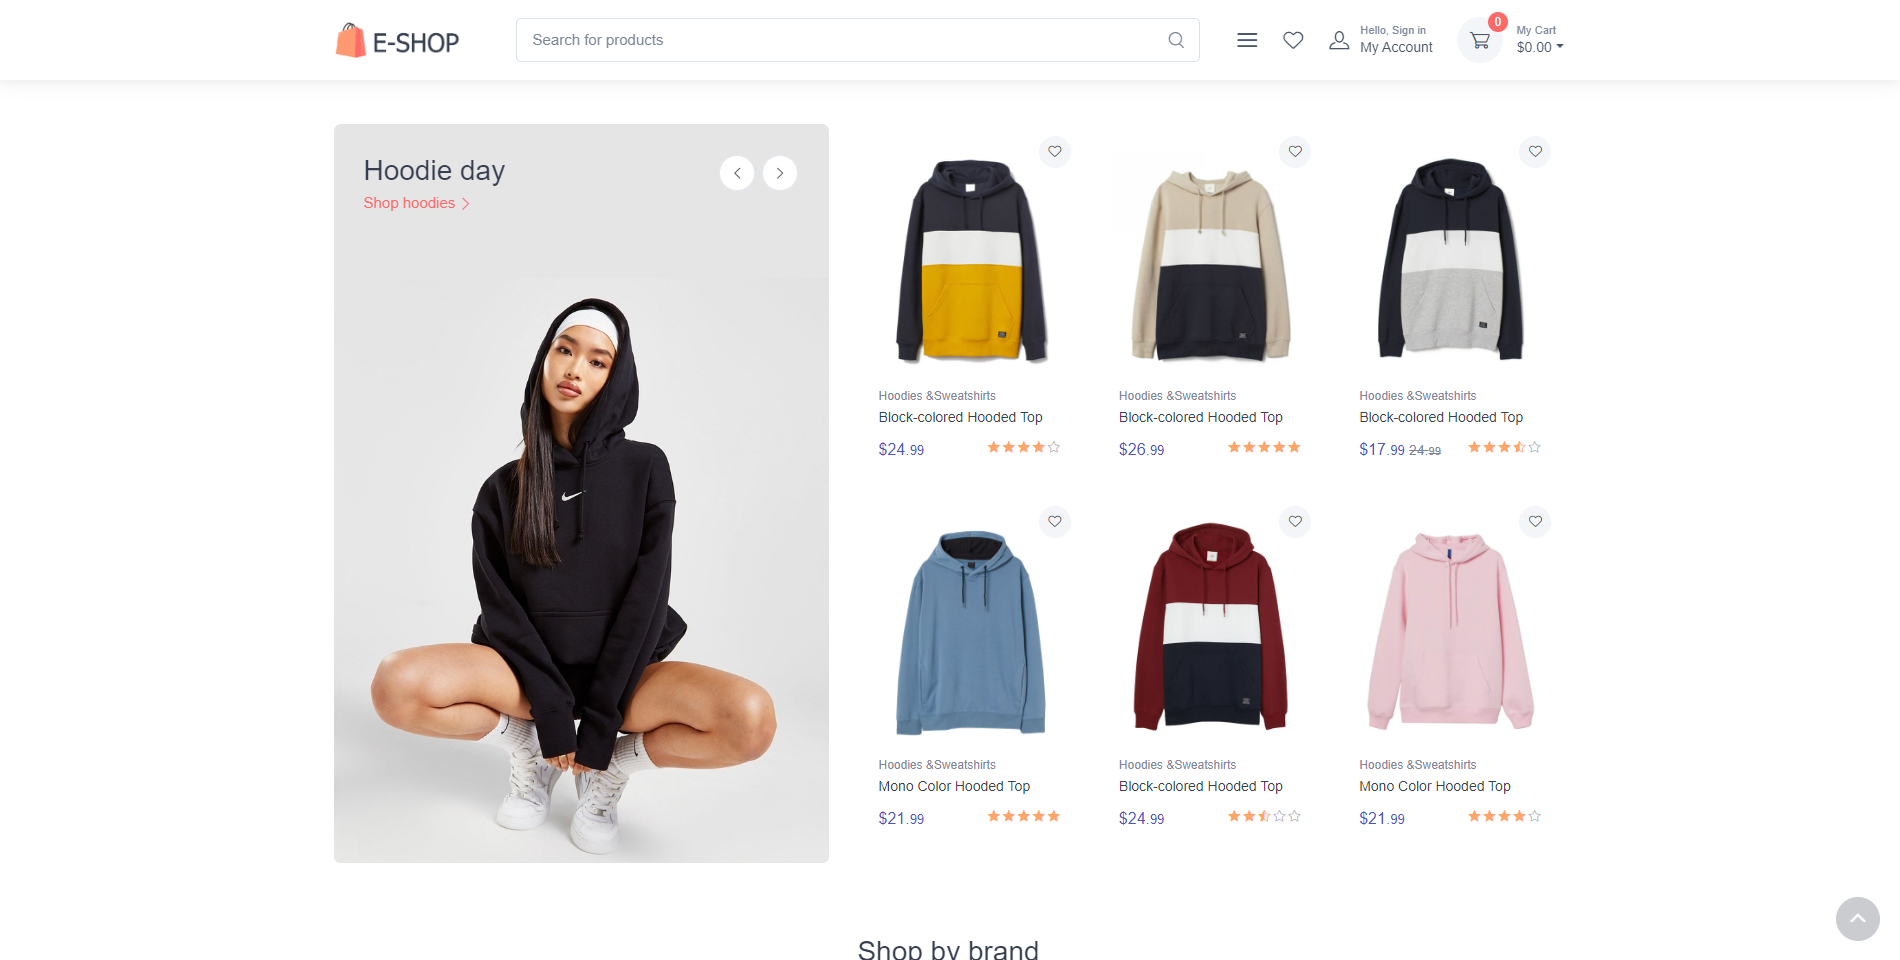 E-SHOP
Search for products
Hello, Sign in
My Account
0
My Cart
$0.00
Hoodie day
Shop hoodies
Hoodies &Sweatshirts
Block-colored Hooded Top
$24.99
Hoodies &Sweatshirts
Block-colored Hooded Top
$26.99
Hoodies &Sweatshirts
Block-colored Hooded Top
$17.99 24.99
Hoodies &Sweatshirts
Mono Color Hooded Top
$21.99
Hoodies &Sweatshirts
Block-colored Hooded Top
$24.99
Hoodies &Sweatshirts
Mono Color Hooded Top
$21.99
Shop by brand